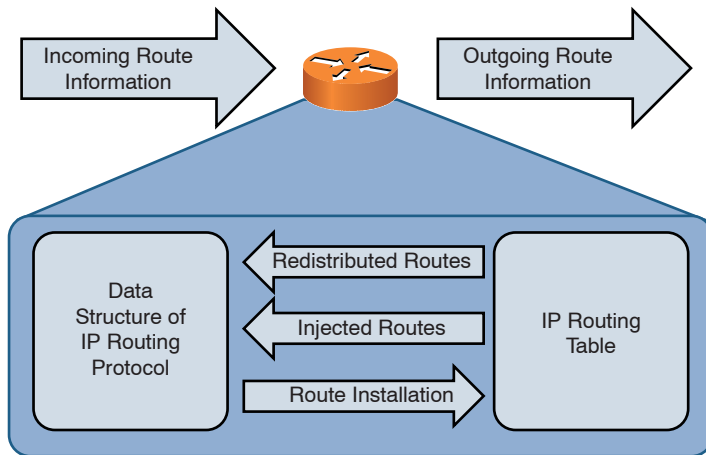 Incoming Route
Information
Outgoing Route
Information
Data
Structure of
IP Routing
Protocol
Redistributed Routes
Injected Routes
Route Installation
IP Routing
Table